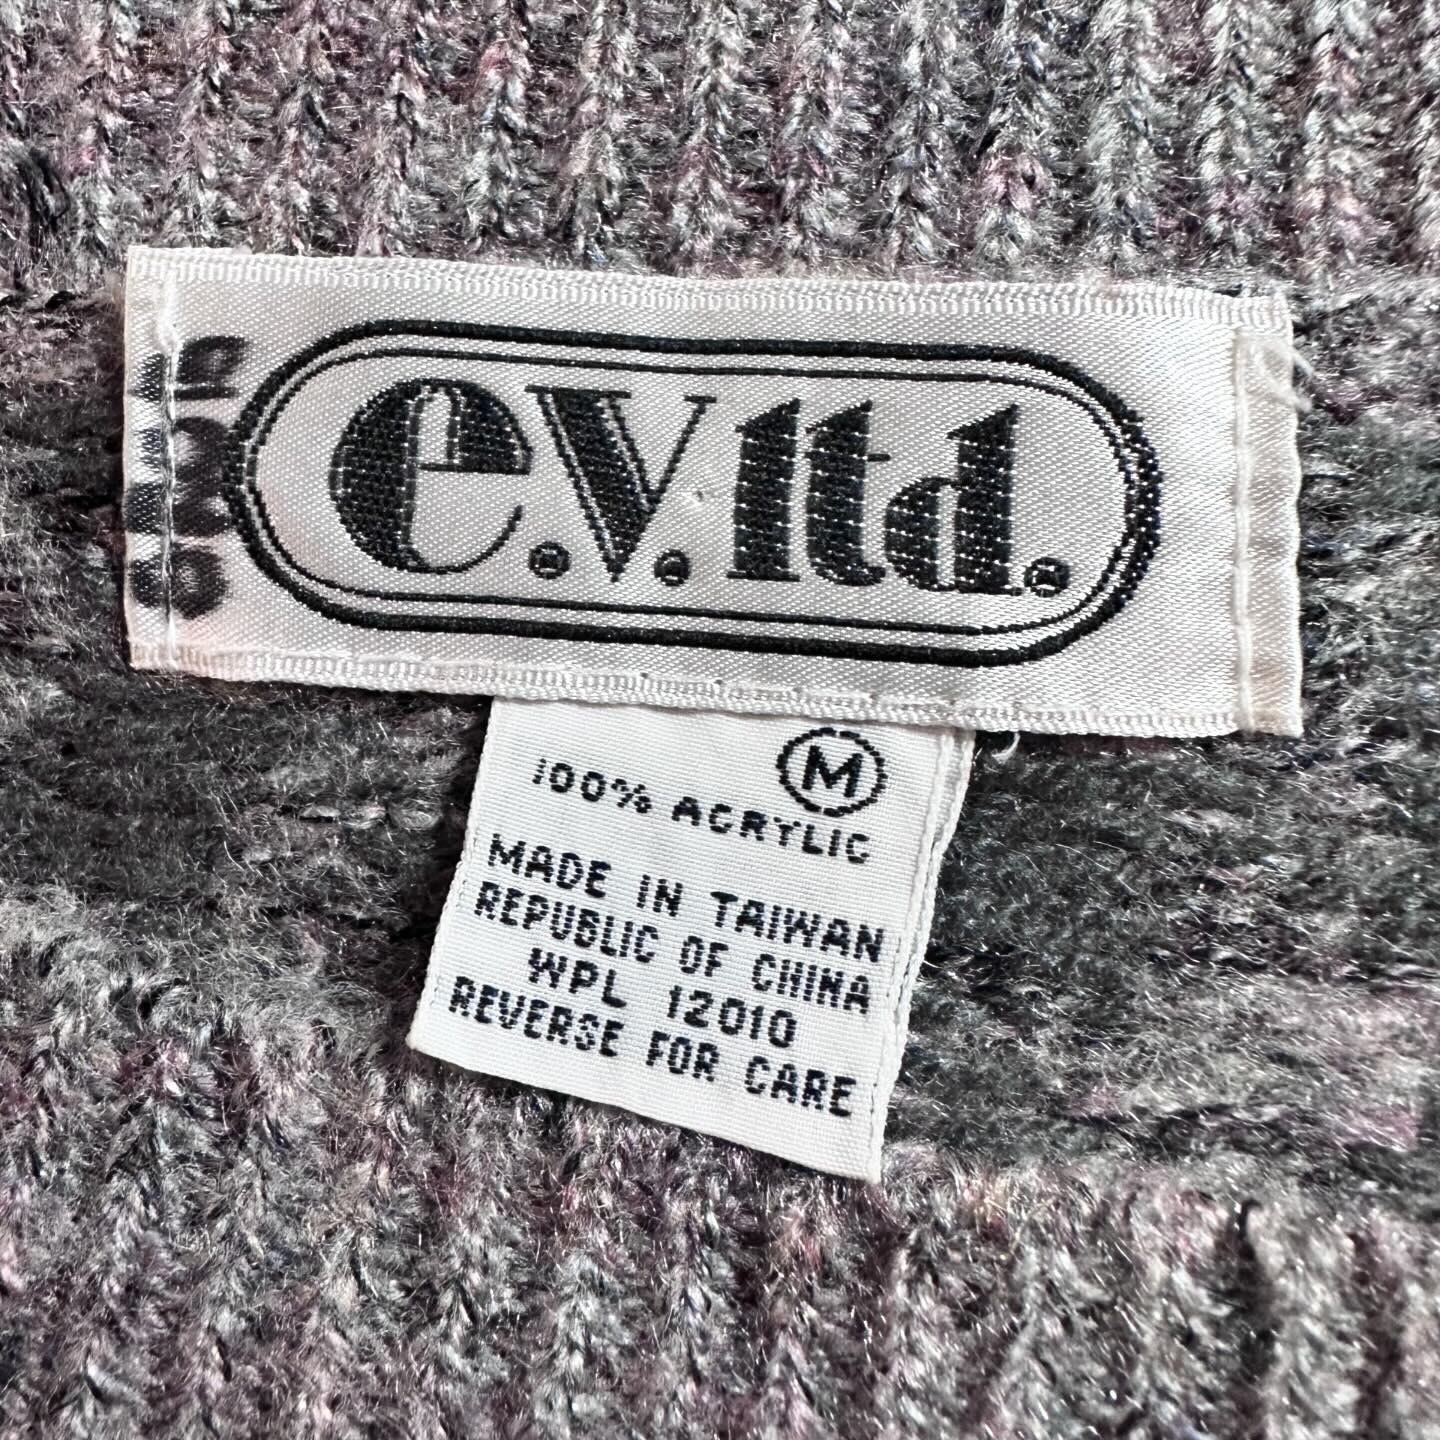 e.v.ltd.
M
100% ACRYLIC
MADE IN TAIWAN
REPUBLIC OF CHINA
WPL 12010
REVERSE FOR CARE